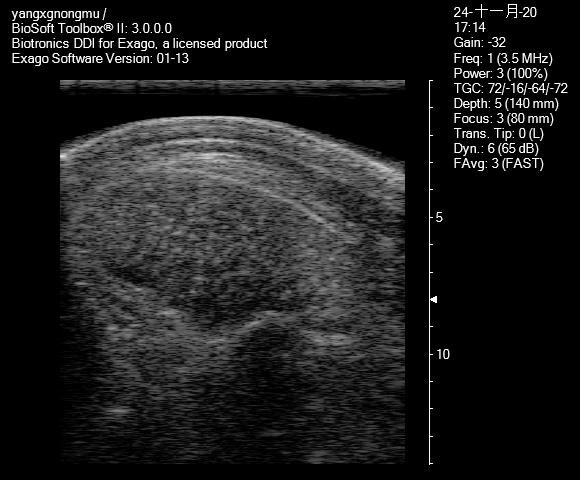 yangxgnongmu /
BioSoft Toolbox® II: 3.0.0.0
Biotronics DDI for Exago, a licensed product
Exago Software Version: 01-13
24-十一月-20
17:14
Gain: -32
Freq: 1 (3.5 MHz)
Power: 3 (100%)
TGC: 72/-16/-64/-72
Depth: 5 (140 mm)
Focus: 3 (80 mm)
Trans. Tip: 0 (L)
Dyn.: 6 (65 dB)
FAvg: 3 (FAST)
5
10